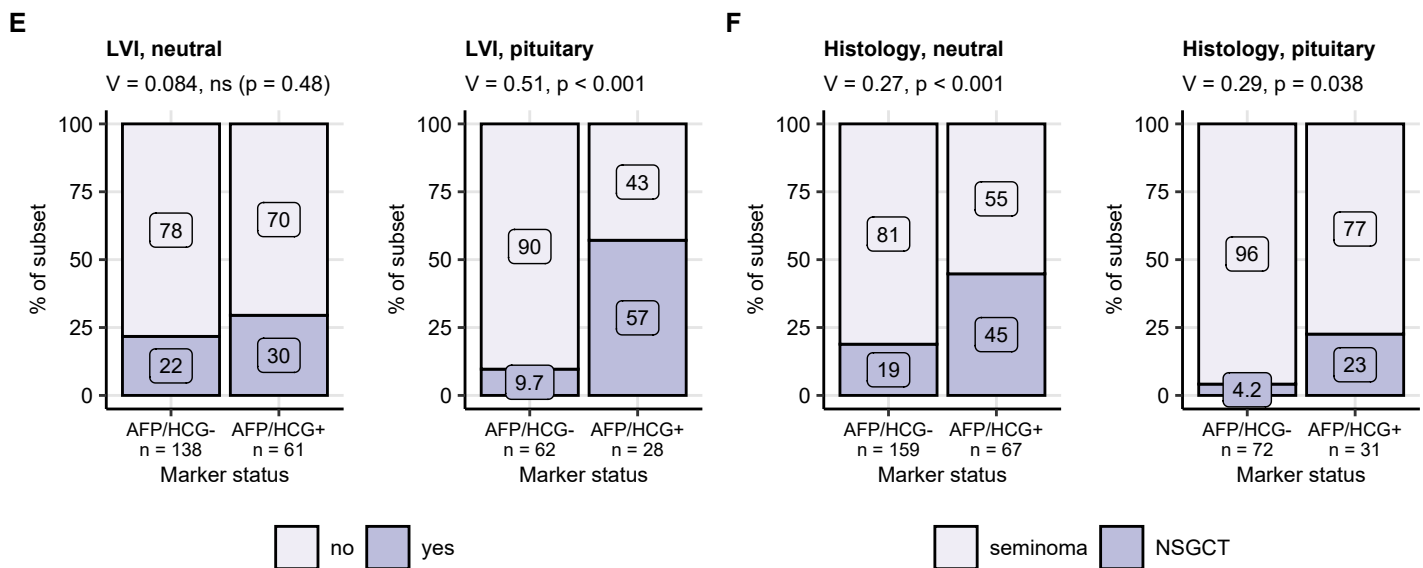 E
LVI, neutral
V = 0.084, ns (p = 0.48)
% of subset
100
75
50
25
0
78
22
70
30
AFP/HCG-
n = 138
AFP/HCG+
n = 61
Marker status
LVI, pituitary
V = 0.51, p < 0.001
% of subset
100
75
50
25
0
90
9.7
43
57
AFP/HCG-
n = 62
AFP/HCG+
n = 28
Marker status
no
yes
F
Histology, neutral
V = 0.27, p < 0.001
% of subset
100
75
50
25
0
81
19
55
45
AFP/HCG-
n = 159
AFP/HCG+
n = 67
Marker status
Histology, pituitary
V = 0.29, p = 0.038
% of subset
100
75
50
25
0
96
4.2
77
23
AFP/HCG-
n = 72
AFP/HCG+
n = 31
Marker status
seminoma
NSGCT